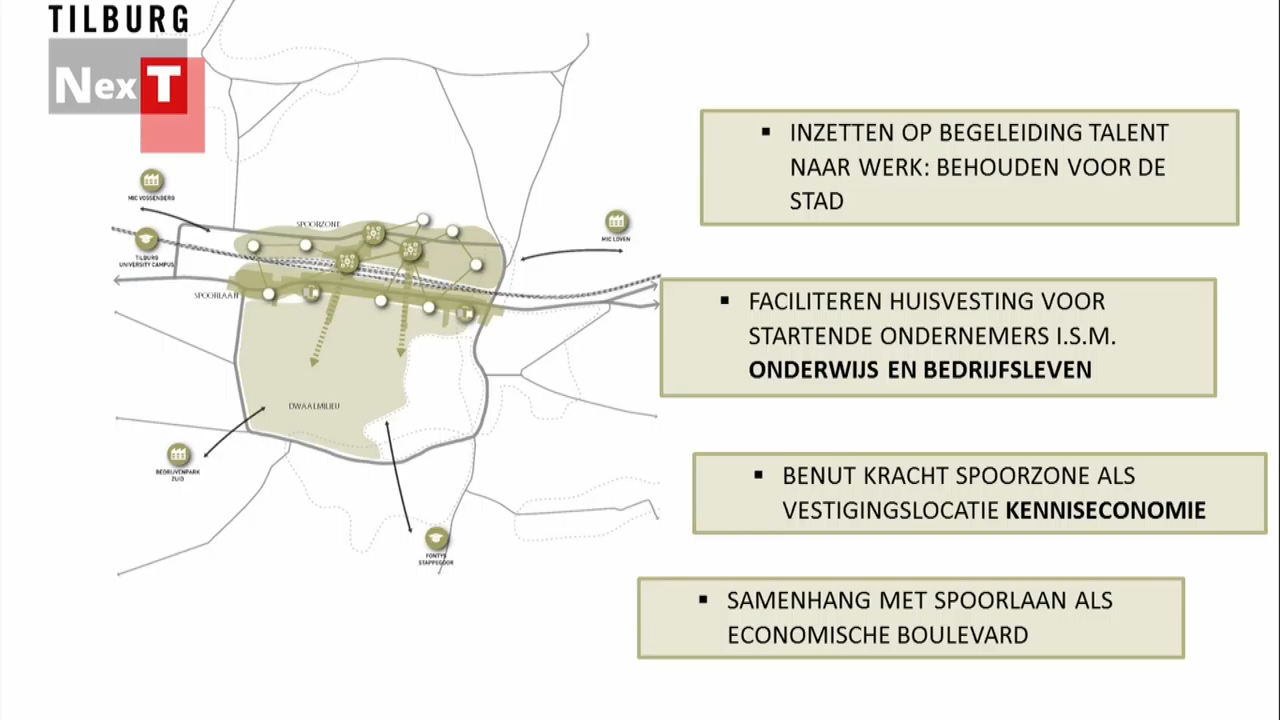 TILBURG
NexT
MIC VOSSENBERG
TILBURG
UNIVERSITY CAMPUS
SPOORZONE
MIC LOVEN
SPOORLAAN
DWAALMILIEU
BEDRIJVENPARK
ZUID
FONTYS
STAPPEGOOR
▪ INZETTEN OP BEGELEIDING TALENT
NAAR WERK: BEHOUDEN VOOR DE
STAD
▪ FACILITEREN HUISVESTING VOOR
STARTENDE ONDERNEMERS I.S.M.
ONDERWIJS EN BEDRIJFSLEVEN
▪ BENUT KRACHT SPOORZONE ALS
VESTIGINGSLOCATIE KENNISECONOMIE
▪ SAMENHANG MET SPOORLAAN ALS
ECONOMISCHE BOULEVARD